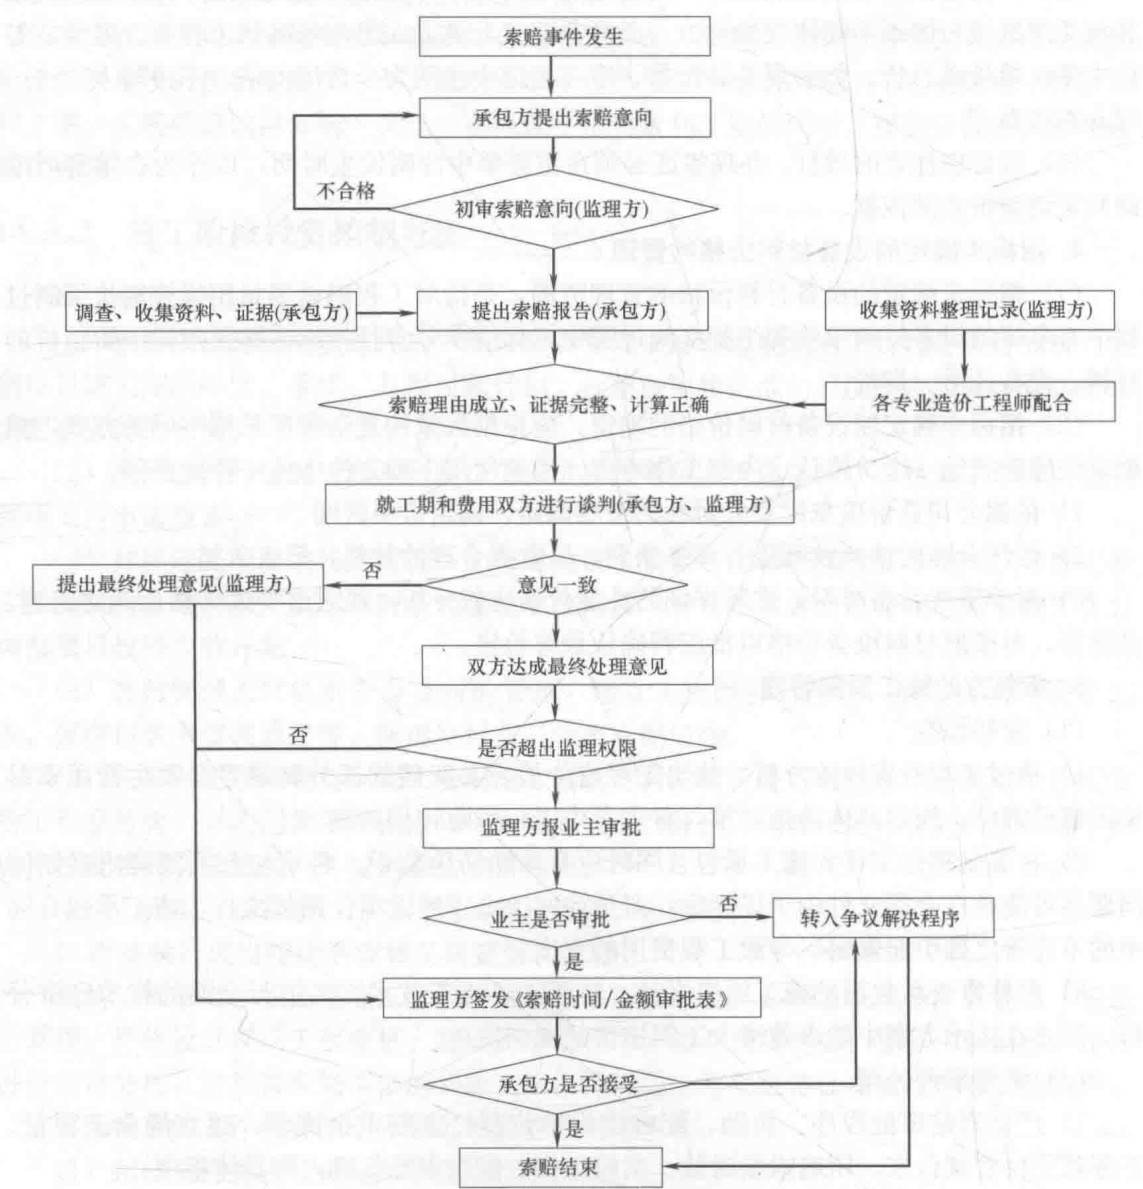 索赔事件发生
承包方提出索赔意向
不合格
初审索赔意向(监理方)
调查、收集资料、证据(承包方)
提出索赔报告(承包方)
收集资料整理记录(监理方)
索赔理由成立、证据完整、计算正确
各专业造价工程师配合
就工期和费用双方进行谈判(承包方、监理方)
提出最终处理意见(监理方)
否
意见一致
双方达成最终处理意见
否
是否超出监理权限
监理方报业主审批
业主是否审批
否
转入争议解决程序
是
监理方签发《索赔时间/金额审批表》
承包方是否接受
是
索赔结束